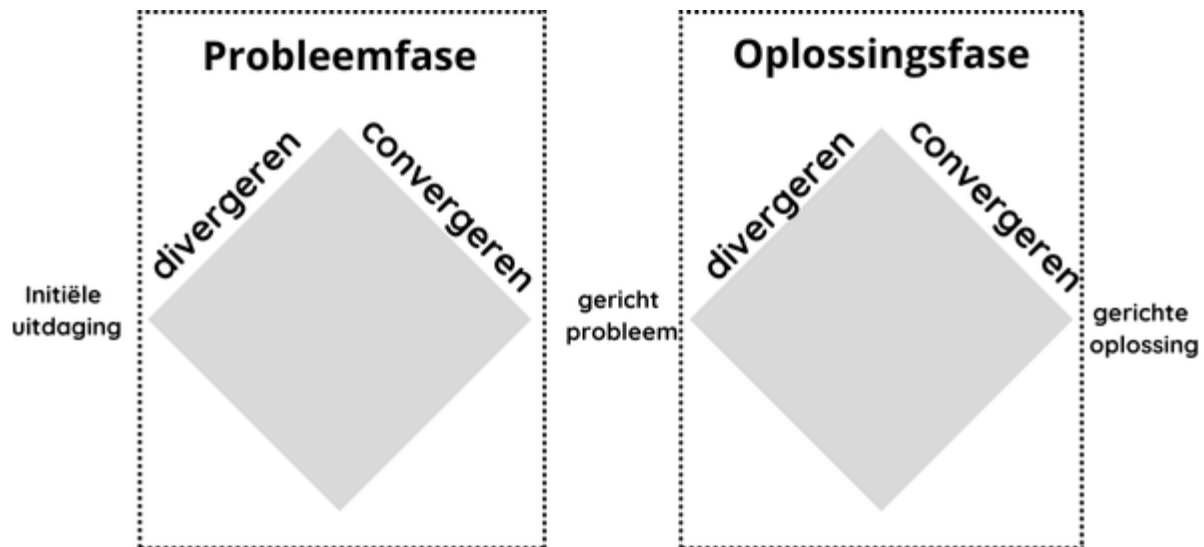 Probleemfase
divergeren
convergeren
Initiële
uitdaging
gericht
probleem
Oplossingsfase
divergeren
convergeren
gerichte
oplossing